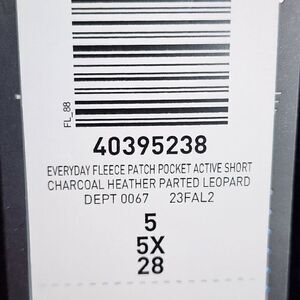 FL_88
40395238
EVERYDAY FLEECE PATCH POCKET ACTIVE SHORT
CHARCOAL HEATHER PARTED LEOPARD
DEPT 0067 23FAL2
5
5X
28